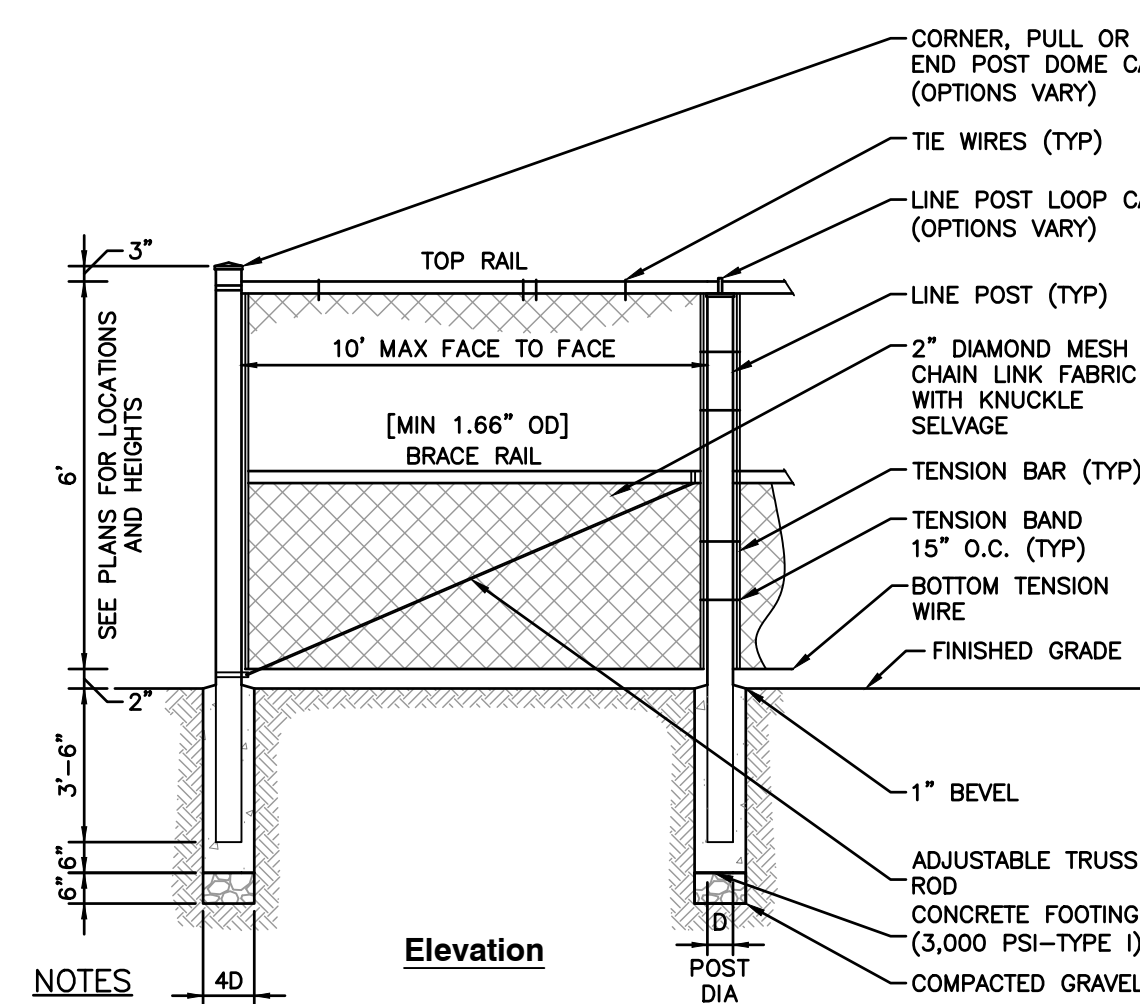 CORNER, PULL OR
END POST DOME
(OPTIONS VARY)
TIE WIRES (TYP)
LINE POST LOOP
(OPTIONS VARY)
3"
TOP RAIL
LINE POST (TYP)
10' MAX FACE TO FACE
2" DIAMOND MESH
CHAIN LINK FABRIC
WITH KNUCKLE
SELVAGE
[MIN 1.66" OD]
BRACE RAIL
6'
SEE PLANS FOR LOCATIONS
AND HEIGHTS
TENSION BAR (TYP)
TENSION BAND
15" O.C. (TYP)
BOTTOM TENSION
WIRE
FINISHED GRADE
2"
3'-6"
1" BEVEL
6"
6"
ADJUSTABLE TRUSS
ROD
CONCRETE FOOTING
(3,000 PSI-TYPE I)
COMPACTED GRAVEL
D
POST
DIA
Elevation
NOTES
4D